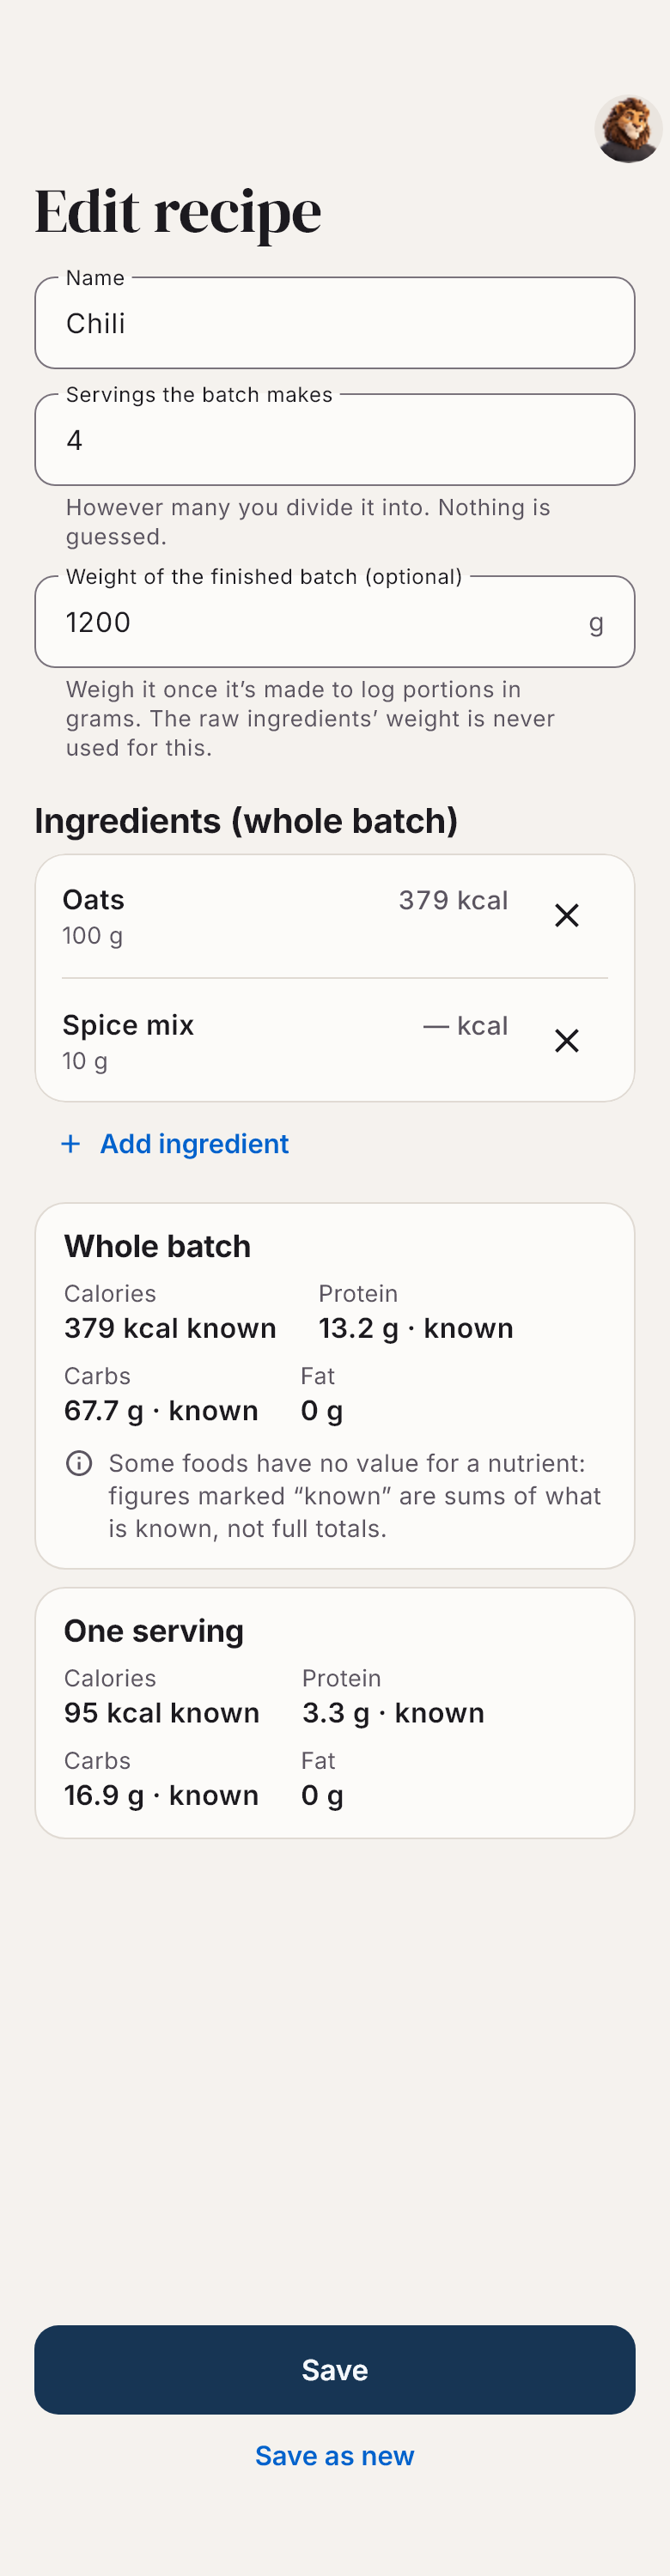 Edit recipe
Name
Chili
Servings the batch makes
4
However many you divide it into. Nothing is
guessed.
Weight of the finished batch (optional)
1200 g
Weigh it once it’s made to log portions in
grams. The raw ingredients’ weight is never
used for this.
Ingredients (whole batch)
Oats 379 kcal
100 g
Spice mix — kcal
10 g
Add ingredient
Whole batch
Calories Protein
379 kcal known 13.2 g · known
Carbs Fat
67.7 g · known 0 g
Some foods have no value for a nutrient:
figures marked “known” are sums of what
is known, not full totals.
One serving
Calories Protein
95 kcal known 3.3 g · known
Carbs Fat
16.9 g · known 0 g
Save
Save as new